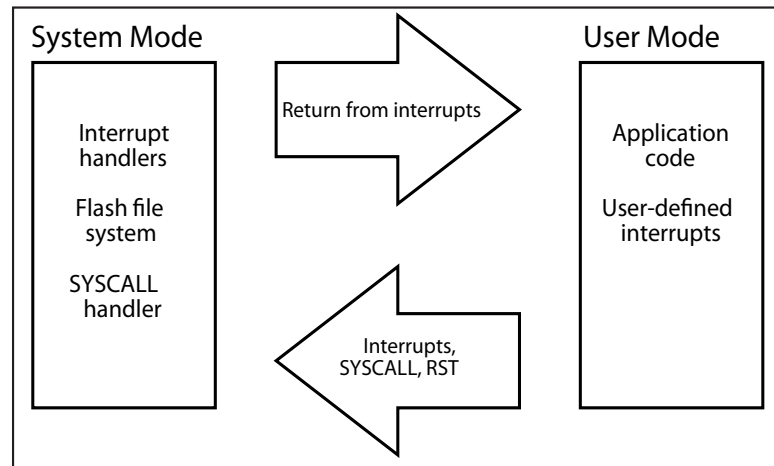 System Mode
Interrupt
handlers
Flash file
system
SYSCALL
handler
Return from interrupts
Interrupts,
SYSCALL, RST
User Mode
Application
code
User-defined
interrupts